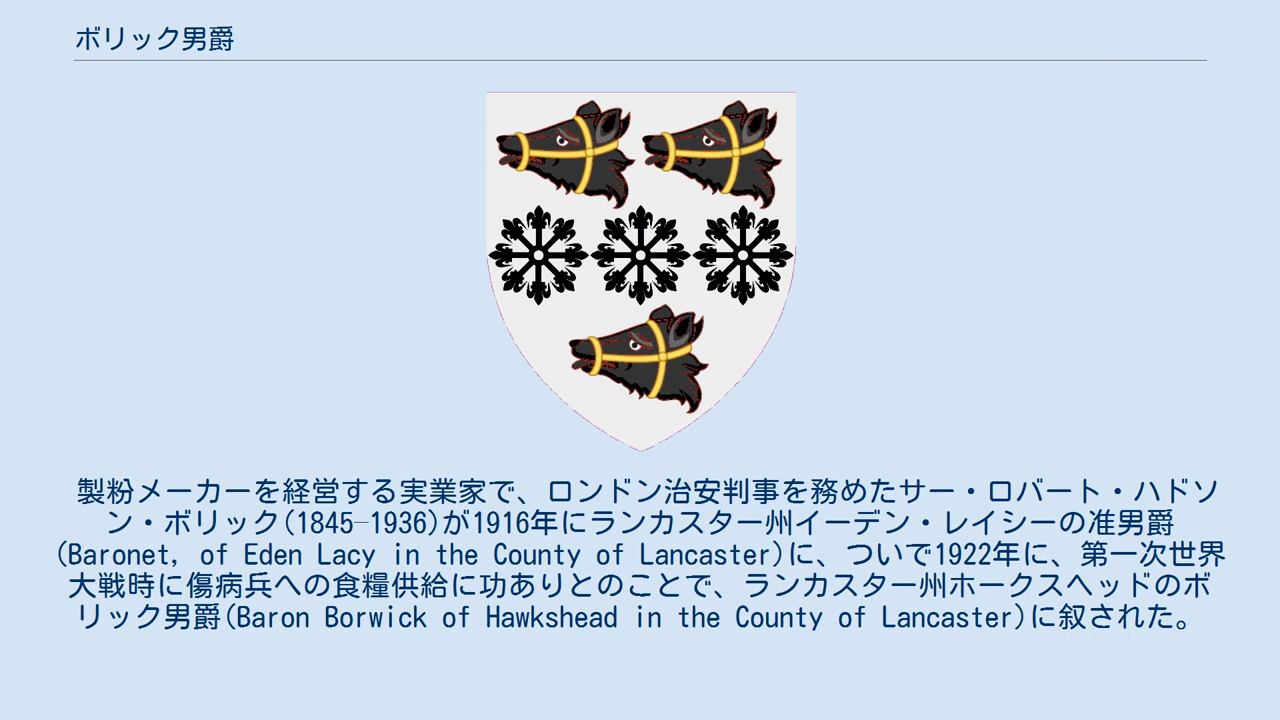 ボリック男爵
製粉メーカーを経営する実業家で、ロンドン治安判事を務めたサー・ロバート・ハドソ
ン・ボリック(1845–1936)が1916年にランカスター州イーデン・レイシーの准男爵
(Baronet, of Eden Lacy in the County of Lancaster)に、ついで1922年に、第一次世界
大戦時に傷病兵への食糧供給に功ありとのことで、ランカスター州ホークスヘッドのボ
リック男爵(Baron Borwick of Hawkshead in the County of Lancaster)に叙された。